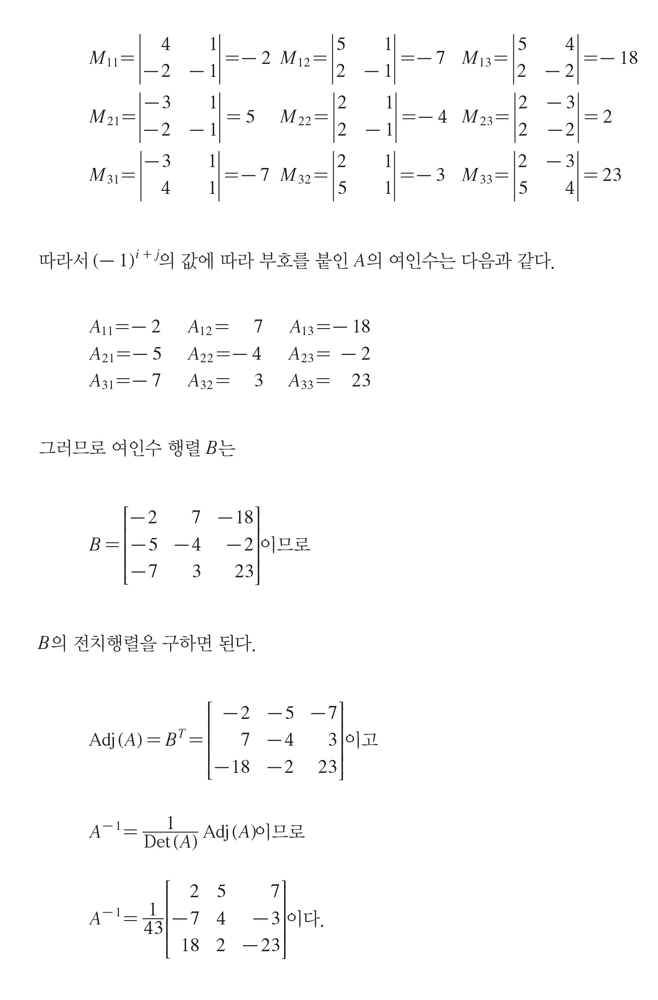 M₁₁=|4 1; −2 −1|=−2 M₁₂=|5 1; 2 −1|=−7 M₁₃=|5 4; 2 −2|=−18
M₂₁=|−3 1; −2 −1|=5 M₂₂=|2 1; 2 −1|=−4 M₂₃=|2 −3; 2 −2|=2
M₃₁=|−3 1; 4 1|=−7 M₃₂=|2 1; 5 1|=−3 M₃₃=|2 −3; 5 4|=23
따라서 (−1)^{i+j}의 값에 따라 부호를 붙인 A의 여인수는 다음과 같다.
A₁₁=−2 A₁₂=7 A₁₃=−18
A₂₁=−5 A₂₂=−4 A₂₃=−2
A₃₁=−7 A₃₂=3 A₃₃=23
그러므로 여인수 행렬 B는
B=[−2 7 −18; −5 −4 −2; −7 3 23]이므로
B의 전치행렬을 구하면 된다.
Adj(A)=B^T=[−2 −5 −7; 7 −4 3; −18 −2 23]이고
A⁻¹=1/Det(A) Adj(A)이므로
A⁻¹=1/43[2 5 7; −7 4 −3; 18 2 −23]이다.